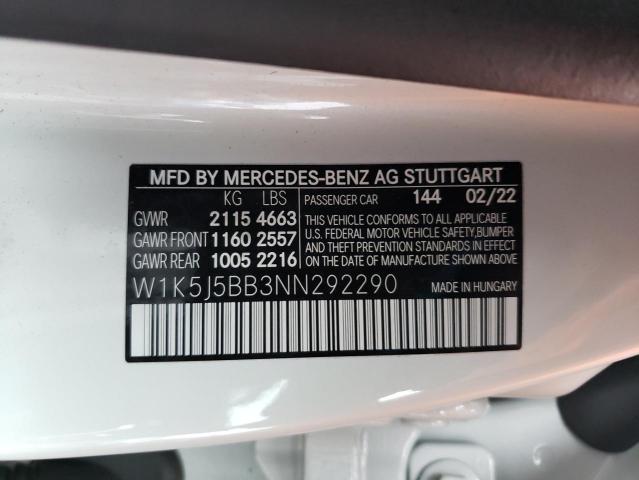 MFD BY MERCEDES-BENZ AG STUTTGART
KG LBS PASSENGER CAR 144 02/22
GVWR 2115 4663
GAWR FRONT 1160 2557
GAWR REAR 1005 2216
THIS VEHICLE CONFORMS TO ALL APPLICABLE
U.S. FEDERAL MOTOR VEHICLE SAFETY, BUMPER
AND THEFT PREVENTION STANDARDS IN EFFECT
ON THE DATE OF MANUFACTURE SHOWN ABOVE.
W1K5J5BB3NN292290 MADE IN HUNGARY